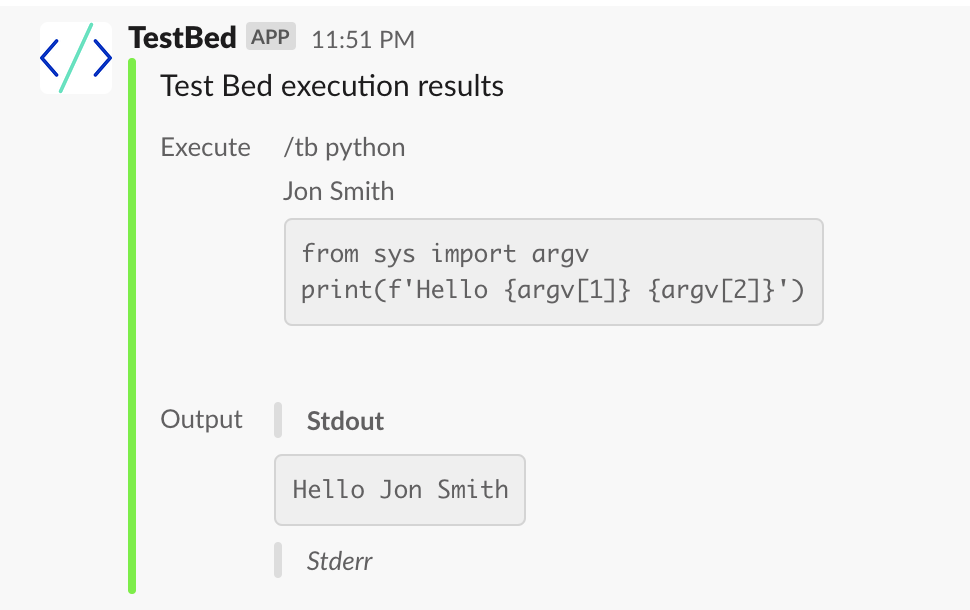 TestBed APP 11:51 PM
Test Bed execution results
Execute /tb python
Jon Smith
from sys import argv
print(f'Hello {argv[1]} {argv[2]}')
Output Stdout
Hello Jon Smith
Stderr